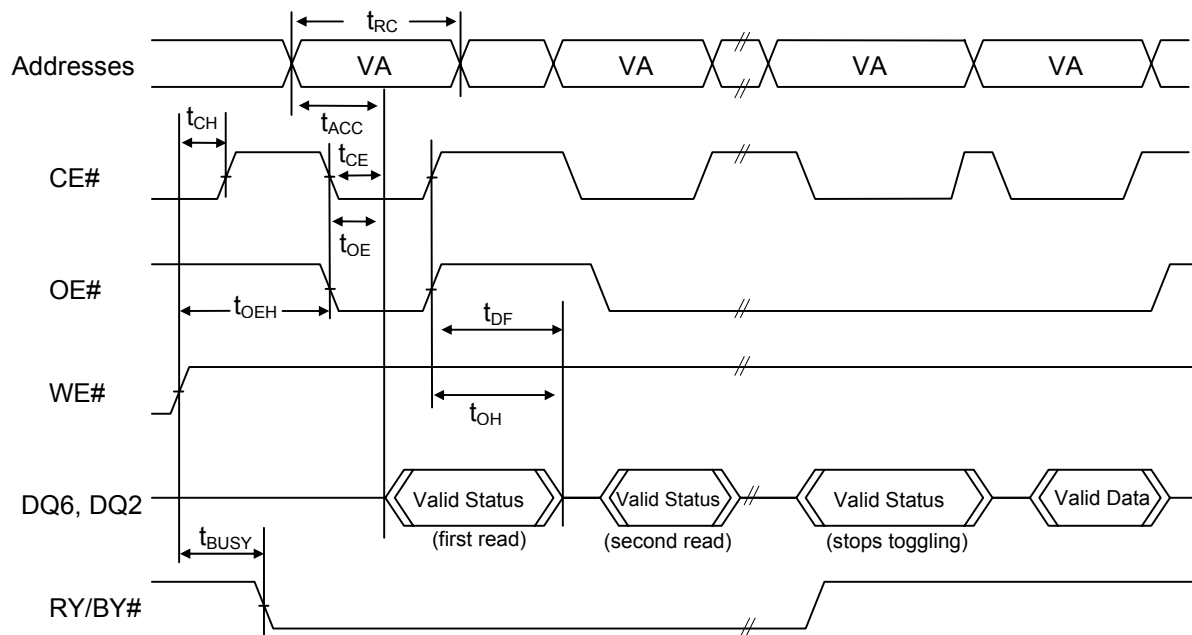 tRC
Addresses VA VA VA VA
tCH
tACC
tCE
CE#
tOE
OE#
tOEH
tDF
WE#
tOH
DQ6, DQ2 Valid Status Valid Status Valid Status Valid Data
(first read) (second read) (stops toggling)
tBUSY
RY/BY#